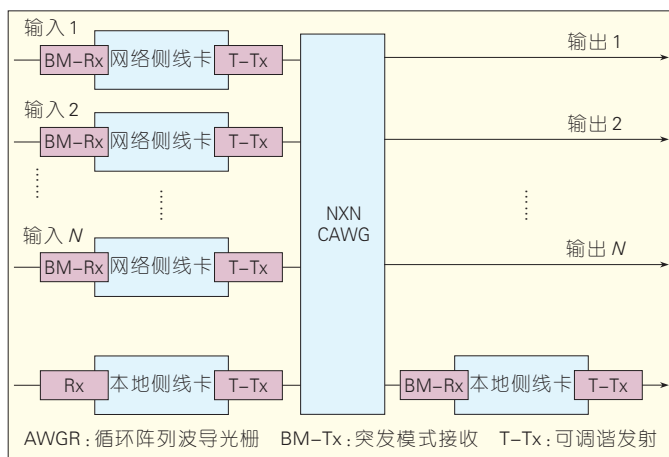 输入1
BM-Rx 网络侧线卡 T-Tx 输出1
输入2
BM-Rx 网络侧线卡 T-Tx 输出2
…… …… ……
NXN
CAWG
输入N
BM-Rx 网络侧线卡 T-Tx 输出N
Rx 本地侧线卡 T-Tx BM-Rx 本地侧线卡 T-Tx
AWGR:循环阵列波导光栅 BM-Tx:突发模式接收 T-Tx:可调谐发射